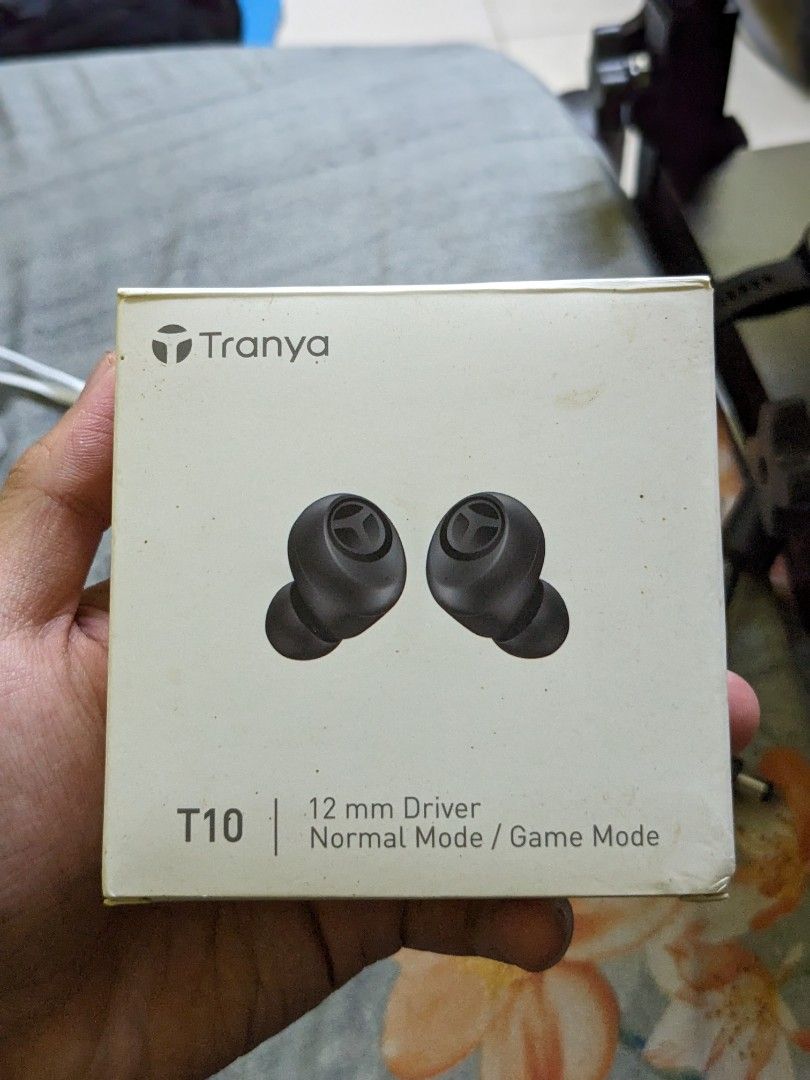 Tranya
T10
12 mm Driver
Normal Mode / Game Mode